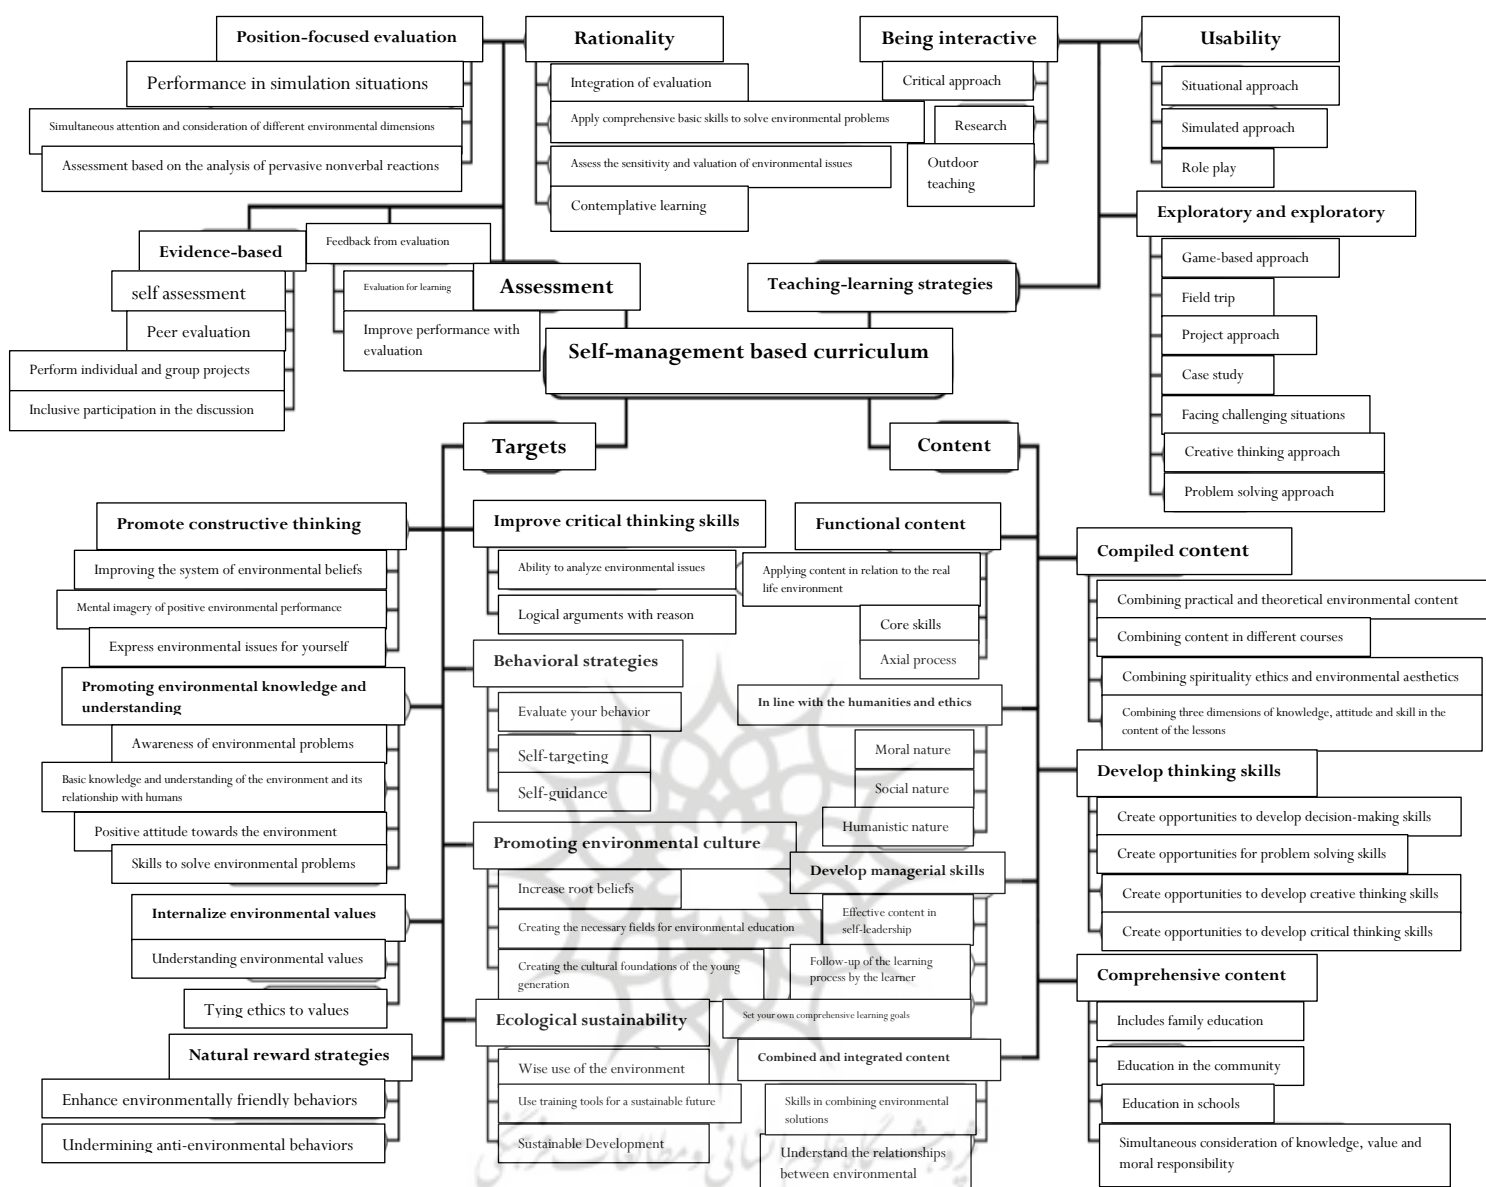 Position-focused evaluation
Performance in simulation situations
Simultaneous attention and consideration of different environmental dimensions
Assessment based on the analysis of pervasive nonverbal reactions
Rationality
Integration of evaluation
Apply comprehensive basic skills to solve environmental problems
Assess the sensitivity and valuation of environmental issues
Contemplative learning
Being interactive
Critical approach
Research
Outdoor
teaching
Usability
Situational approach
Simulated approach
Role play
Exploratory and exploratory
Game-based approach
Field trip
Project approach
Case study
Facing challenging situations
Creative thinking approach
Problem solving approach
Evidence-based
self assessment
Peer evaluation
Perform individual and group projects
Inclusive participation in the discussion
Feedback from evaluation
Evaluation for learning
Improve performance with
evaluation
Assessment
Teaching-learning strategies
Self-management based curriculum
Targets
Content
Promote constructive thinking
Improving the system of environmental beliefs
Mental imagery of positive environmental performance
Express environmental issues for yourself
Promoting environmental knowledge and
understanding
Awareness of environmental problems
Basic knowledge and understanding of the environment and its
relationship with humans
Positive attitude towards the environment
Skills to solve environmental problems
Internalize environmental values
Understanding environmental values
Tying ethics to values
Natural reward strategies
Enhance environmentally friendly behaviors
Undermining anti-environmental behaviors
Improve critical thinking skills
Ability to analyze environmental issues
Logical arguments with reason
Behavioral strategies
Evaluate your behavior
Self-targeting
Self-guidance
Promoting environmental culture
Increase root beliefs
Creating the necessary fields for environmental education
Creating the cultural foundations of the young
generation
Ecological sustainability
Wise use of the environment
Use training tools for a sustainable future
Sustainable Development
Functional content
Applying content in relation to the real
life environment
Core skills
Axial process
In line with the humanities and ethics
Moral nature
Social nature
Humanistic nature
Develop managerial skills
Effective content in
self-leadership
Follow-up of the learning
process by the learner
Set your own comprehensive learning goals
Combined and integrated content
Skills in combining environmental
solutions
Understand the relationships
between environmental
Compiled content
Combining practical and theoretical environmental content
Combining content in different courses
Combining spirituality ethics and environmental aesthetics
Combining three dimensions of knowledge, attitude and skill in the
content of the lessons
Develop thinking skills
Create opportunities to develop decision-making skills
Create opportunities for problem solving skills
Create opportunities to develop creative thinking skills
Create opportunities to develop critical thinking skills
Comprehensive content
Includes family education
Education in the community
Education in schools
Simultaneous consideration of knowledge, value and
moral responsibility